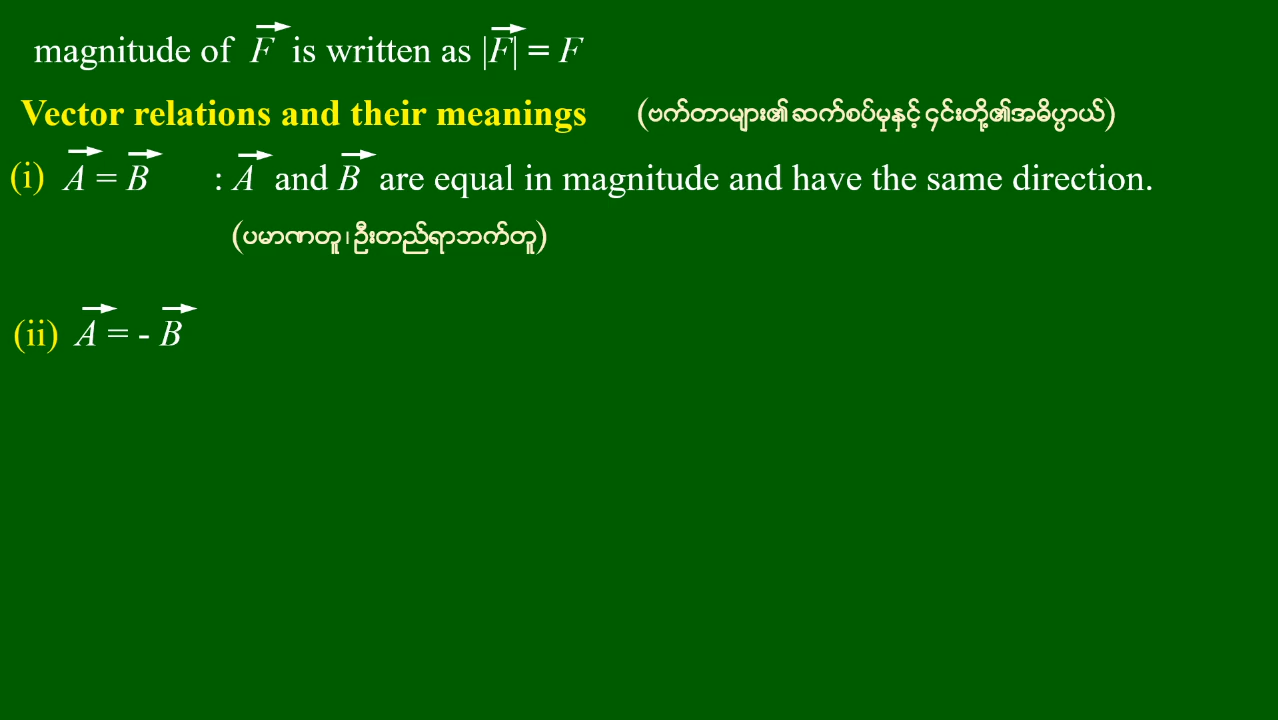 magnitude of F⃗ is written as |F⃗| = F
Vector relations and their meanings (ဗက်တာများ၏ ဆက်စပ်မှုနှင့် ၎င်းတို့၏အဓိပ္ပာယ်)
(i) A⃗ = B⃗ : A⃗ and B⃗ are equal in magnitude and have the same direction.
(ပမာဏတူ၊ ဦးတည်ရာဘက်တူ)
(ii) A⃗ = - B⃗